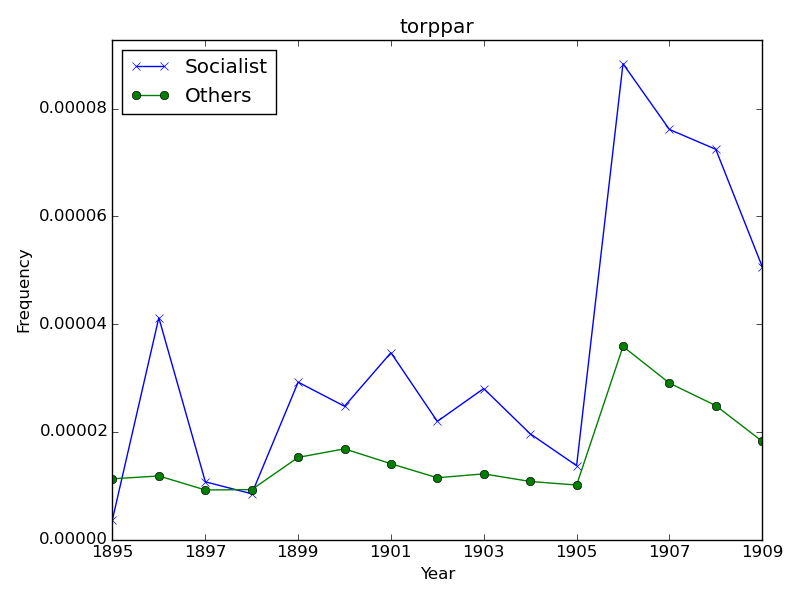 torppar
Socialist
Others
0.00008
0.00006
0.00004
0.00002
0.00000
Frequency
1895 1897 1899 1901 1903 1905 1907 1909
Year